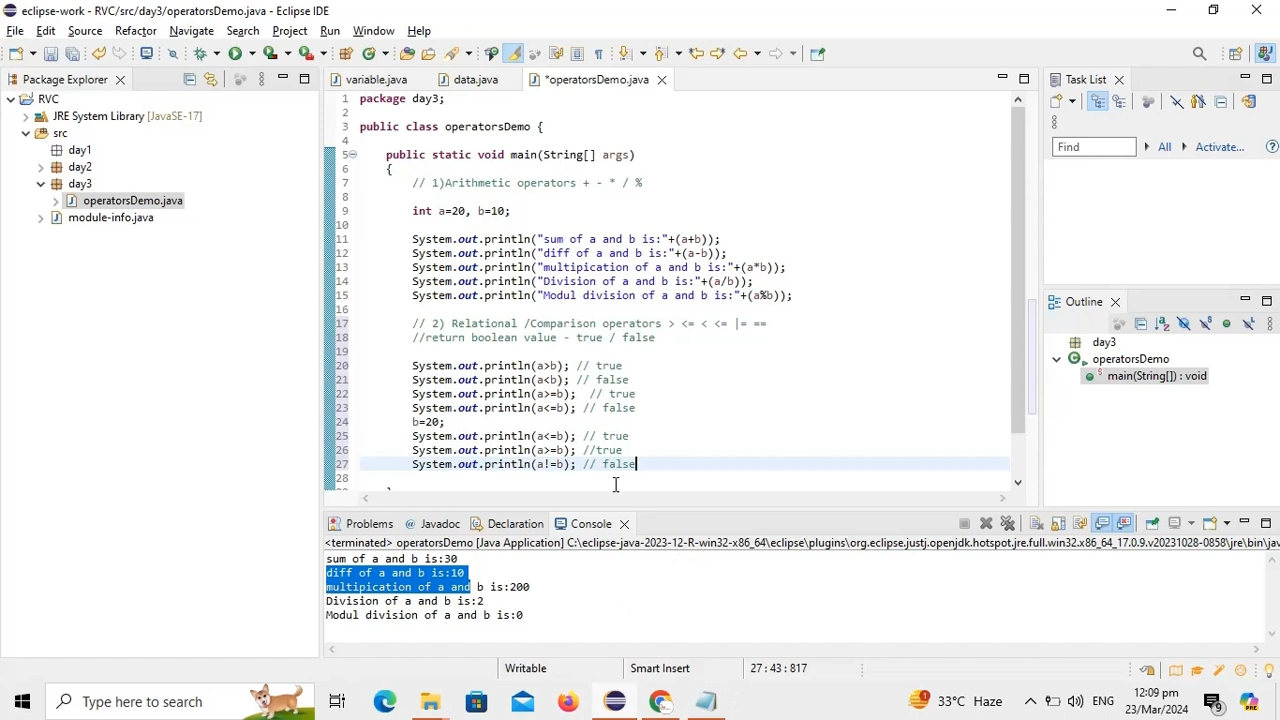 eclipse-work - RVC/src/day3/operatorsDemo.java - Eclipse IDE
File Edit Source Refactor Navigate Search Project Run Window Help
Package Explorer
variable.java
data.java
*operatorsDemo.java
Task List
RVC
JRE System Library [JavaSE-17]
src
day1
day2
day3
operatorsDemo.java
module-info.java
1 package day3;
2
3 public class operatorsDemo {
4
5 public static void main(String[] args)
6 {
7 // 1)Arithmetic operators + - * / %
8
9 int a=20, b=10;
10
11 System.out.println("sum of a and b is:"+(a+b));
12 System.out.println("diff of a and b is:"+(a-b));
13 System.out.println("multipication of a and b is:"+(a*b));
14 System.out.println("Division of a and b is:"+(a/b));
15 System.out.println("Modul division of a and b is:"+(a%b));
16
17 // 2) Relational /Comparison operators > <= < <= |= ==
18 //return boolean value - true / false
19
20 System.out.println(a>b); // true
21 System.out.println(a<b); // false
22 System.out.println(a>=b); // true
23 System.out.println(a<=b); // false
24 b=20;
25 System.out.println(a<=b); // true
26 System.out.println(a>=b); //true
27 System.out.println(a!=b); // false
28
Find All Activate...
Outline
day3
operatorsDemo
main(String[]) : void
Problems Javadoc Declaration Console
<terminated> operatorsDemo [Java Application] C:\eclipse-java-2023-12-R-win32-x86_64\eclipse\plugins\org.eclipse.justj.openjdk.hotspot.jre.full.win32.x86_64_17.0.9.v20231028-0858\jre\bin\jav
sum of a and b is:30
diff of a and b is:10
multipication of a and b is:200
Division of a and b is:2
Modul division of a and b is:0
Writable
Smart Insert
27 : 43 : 817
Type here to search
33°C Haze
ENG
12:09 pm
23/Mar/2024
9